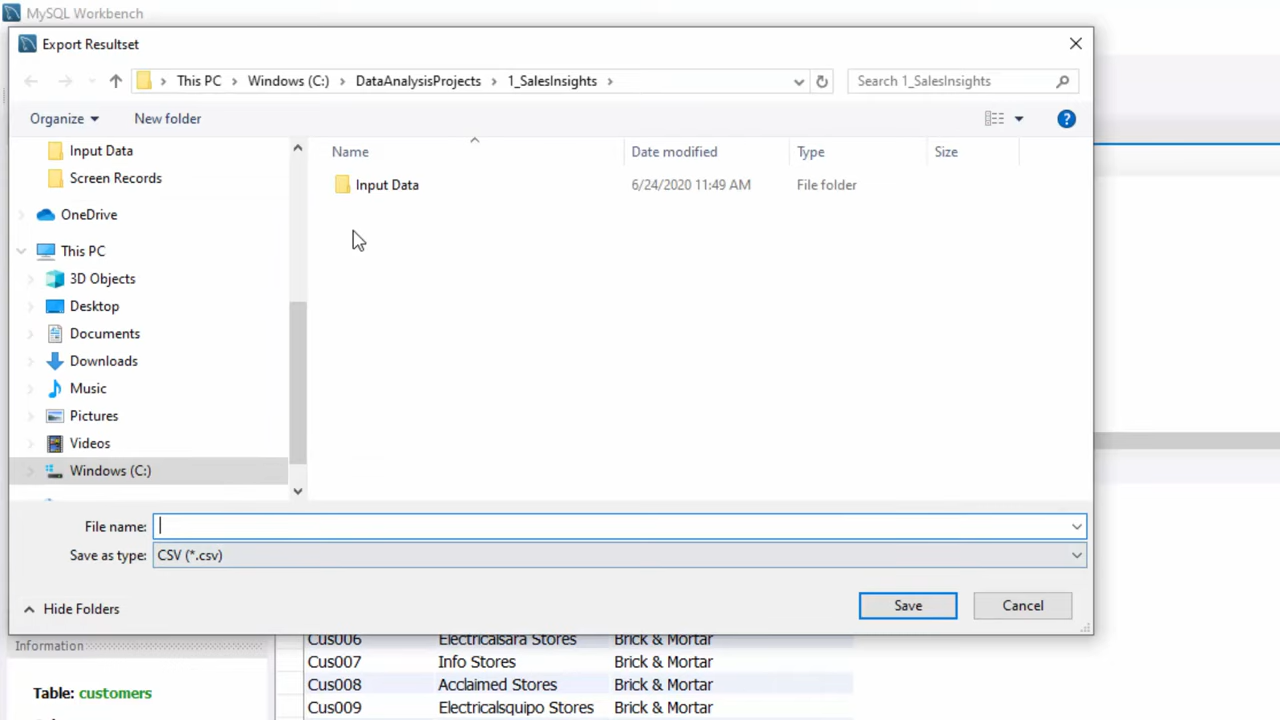 MySQL Workbench
Export Resultset
This PC > Windows (C:) > DataAnalysisProjects > 1_SalesInsights >
Search 1_SalesInsights
Organize
New folder
Input Data
Screen Records
OneDrive
This PC
3D Objects
Desktop
Documents
Downloads
Music
Pictures
Videos
Windows (C:)
Name Date modified Type Size
Input Data 6/24/2020 11:49 AM File folder
File name:
Save as type: CSV (*.csv)
Hide Folders
Save
Cancel
Information
Table: customers
Cus006 Electricalsara Stores Brick & Mortar
Cus007 Info Stores Brick & Mortar
Cus008 Acclaimed Stores Brick & Mortar
Cus009 Electricalsquipo Stores Brick & Mortar